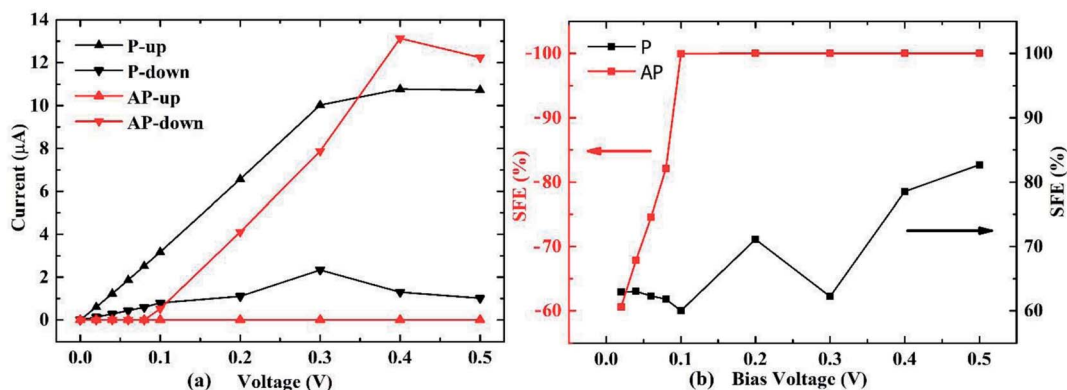 14
12
10
8
6
4
2
0
Current (μA)
P-up
P-down
AP-up
AP-down
0.0 0.1 0.2 0.3 0.4 0.5
(a) Voltage (V)
-100
-90
-80
-70
-60
SFE (%)
P
AP
100
90
80
70
60
SFE (%)
0.0 0.1 0.2 0.3 0.4 0.5
(b) Bias Voltage (V)